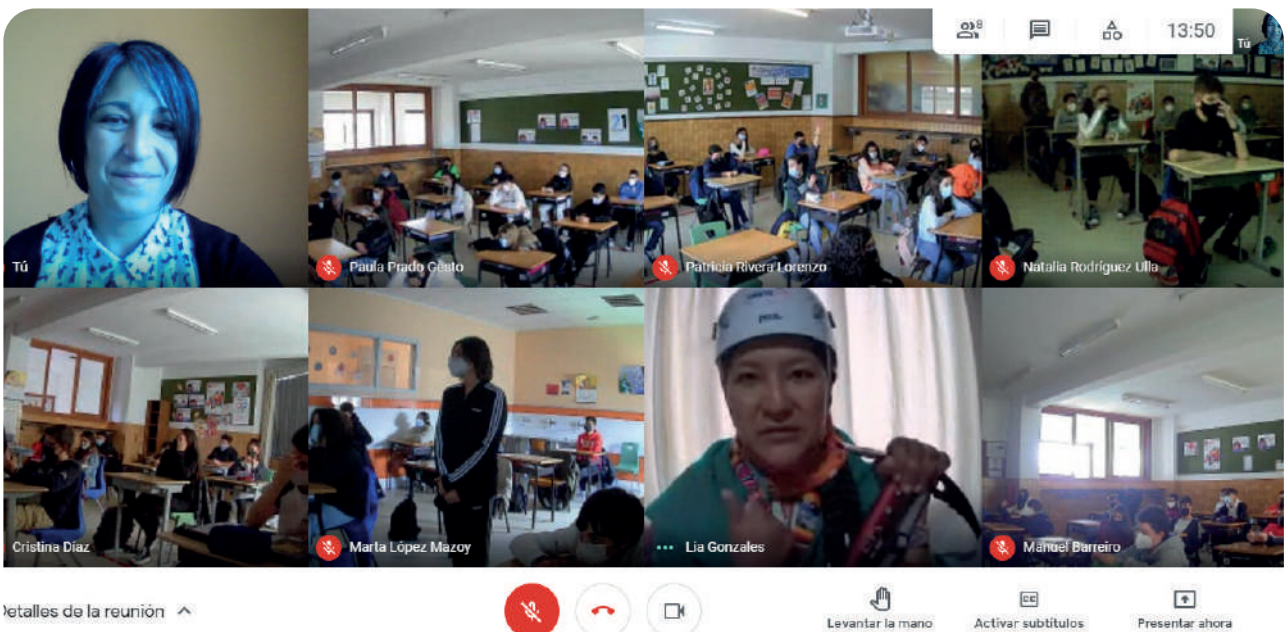 8
13:50
Tú
Tú
Paula Prado Gesto
Patricia Rivera Lorenzo
Natalia Rodríguez Ulla
Cristina Díaz
Marta López Mazoy
Lia Gonzales
Manuel Barreiro
Detalles de la reunión
Levantar la mano
CC
Activar subtítulos
Presentar ahora